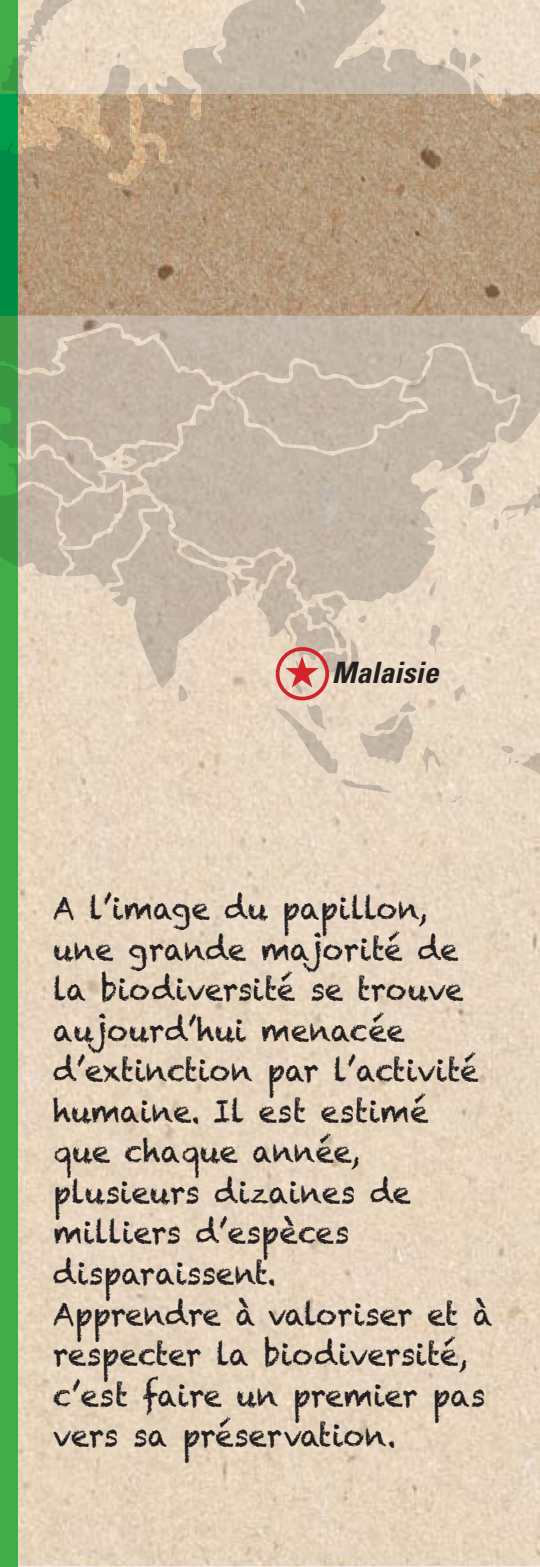 Malaisie
A l'image du papillon,
une grande majorité de
la biodiversité se trouve
aujourd'hui menacée
d'extinction par l'activité
humaine. Il est estimé
que chaque année,
plusieurs dizaines de
milliers d'espèces
disparaissent.
Apprendre à valoriser et à
respecter la biodiversité,
c'est faire un premier pas
vers sa préservation.